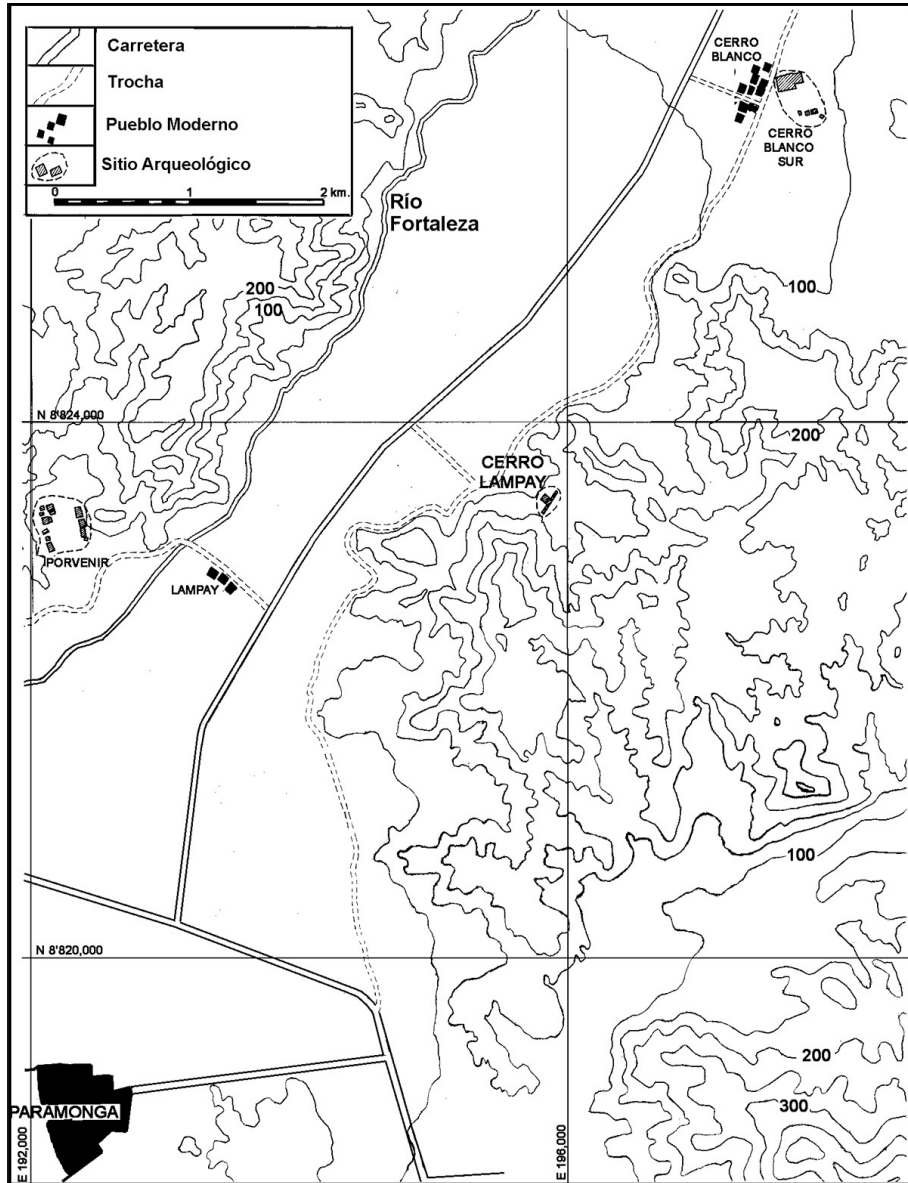 Carretera
Trocha
Pueblo Moderno
Sitio Arqueológico
0 1 2 km.
CERRO
BLANCO
CERRO
BLANCO
SUR
Río
Fortaleza
200
100
100
N 8'824,000
200
CERRO
LAMPAY
PORVENIR
LAMPAY
100
N 8'820,000
200
300
PARAMONGA
E 192,000
E 196,000